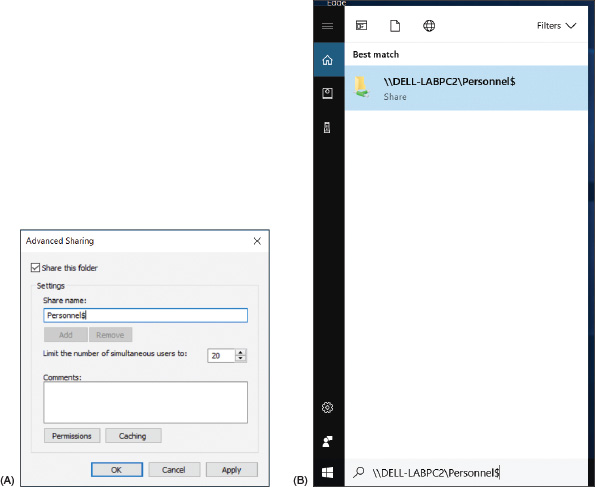 Advanced Sharing
Share this folder
Settings
Share name:
Personnel$
Add Remove
Limit the number of simultaneous users to: 20
Comments:
Permissions Caching
OK Cancel Apply
(A)
Edge
Filters
Best match
\\DELL-LABPC2\Personnel$
Share
\\DELL-LABPC2\Personnel$
(B)